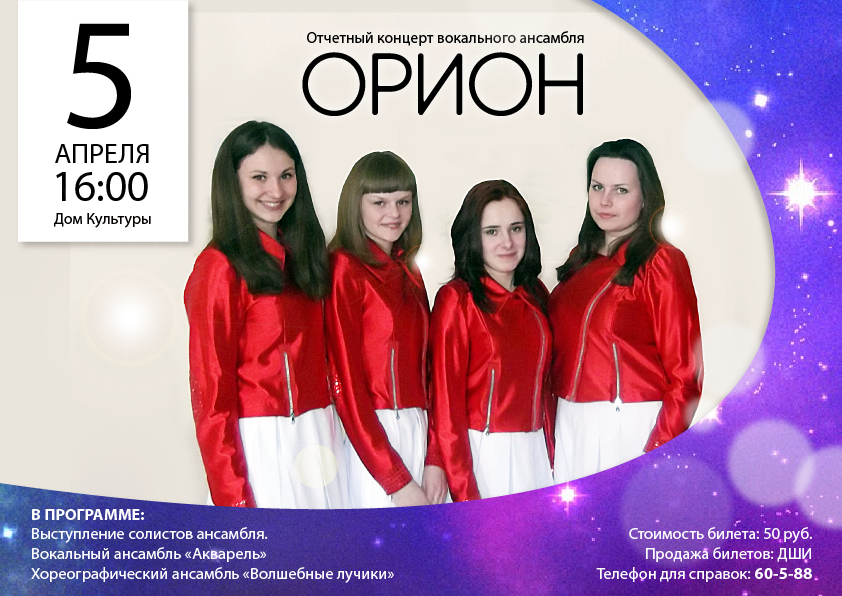 5
АПРЕЛЯ
16:00
Дом Культуры
Отчетный концерт вокального ансамбля
ОРИОН
В ПРОГРАММЕ:
Выступление солистов ансамбля.
Вокальный ансамбль «Акварель»
Хореографический ансамбль «Волшебные лучики»
Стоимость билета: 50 руб.
Продажа билетов: ДШИ
Телефон для справок: 60-5-88